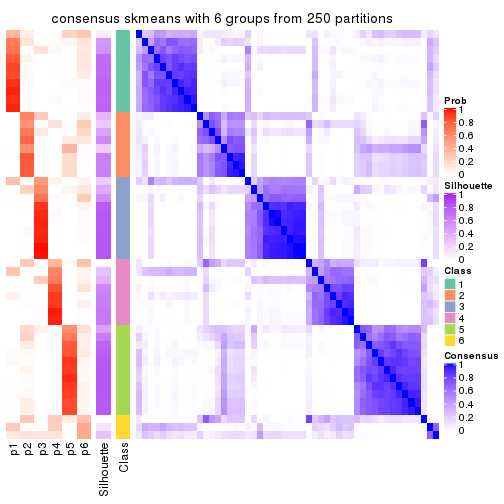 consensus skmeans with 6 groups from 250 partitions
Prob
1
0.8
0.6
0.4
0.2
0
Silhouette
1
0.8
0.6
0.4
0.2
0
Class
1
2
3
4
5
6
Consensus
1
0.8
0.6
0.4
0.2
0
p1
p2
p3
p4
p5
p6
Silhouette
Class